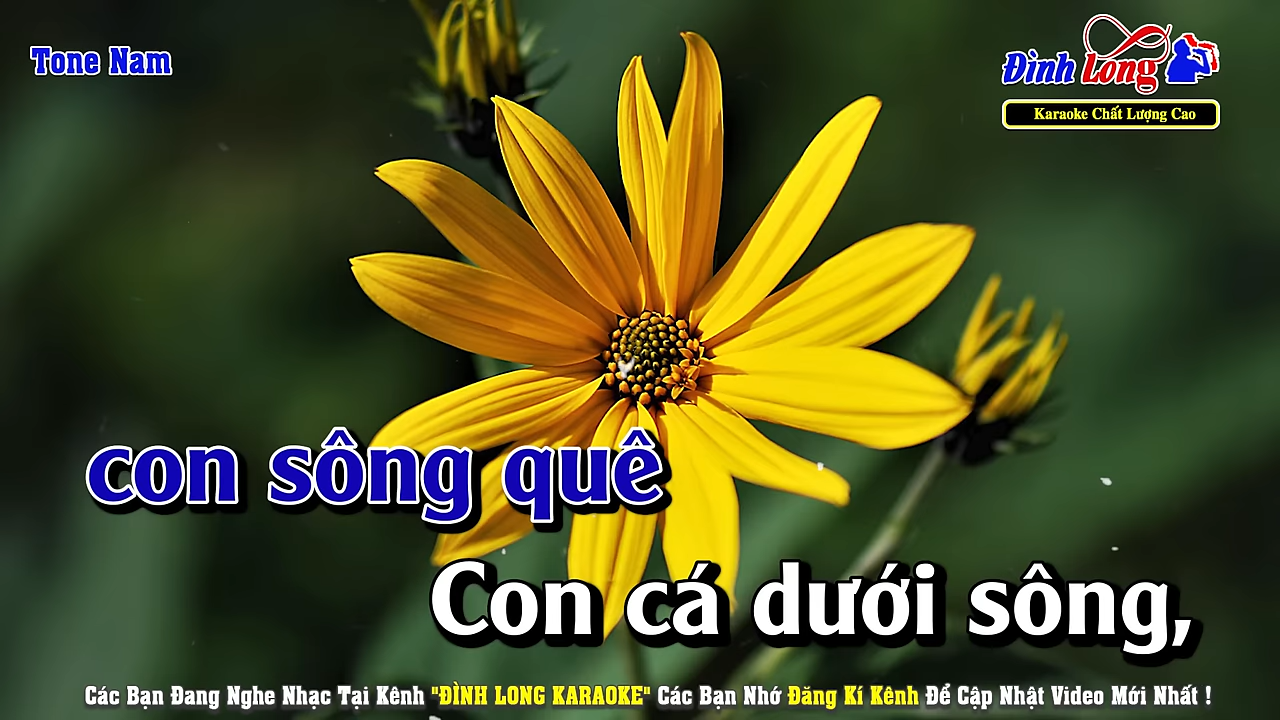 Tone Nam
Đình Long
Karaoke Chất Lượng Cao
con sông quê
Con cá dưới sông,
Các Bạn Đang Nghe Nhạc Tại Kênh "ĐÌNH LONG KARAOKE" Các Bạn Nhớ Đăng Kí Kênh Để Cập Nhật Video Mới Nhất !